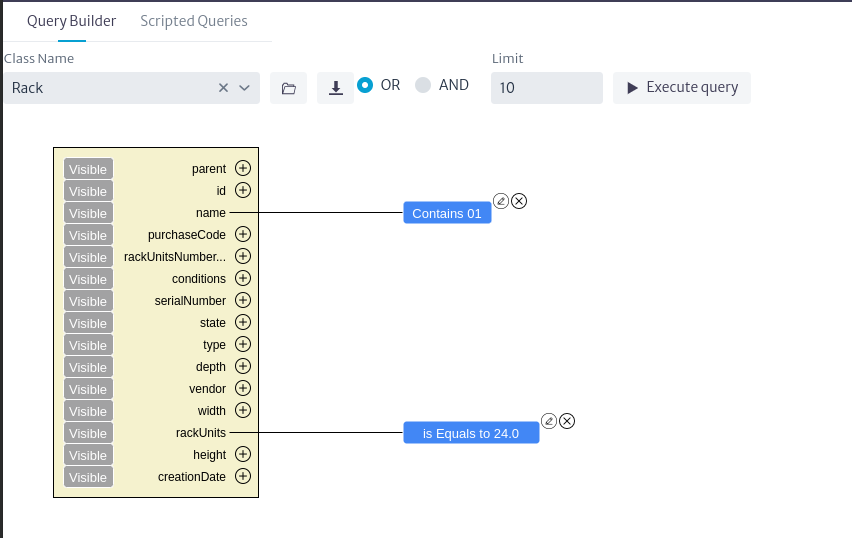 Query Builder Scripted Queries
Class Name Limit
Rack OR AND 10 Execute query
Visible parent
Visible id
Visible name Contains 01
Visible purchaseCode
Visible rackUnitsNumber...
Visible conditions
Visible serialNumber
Visible state
Visible type
Visible depth
Visible vendor
Visible width
Visible rackUnits is Equals to 24.0
Visible height
Visible creationDate